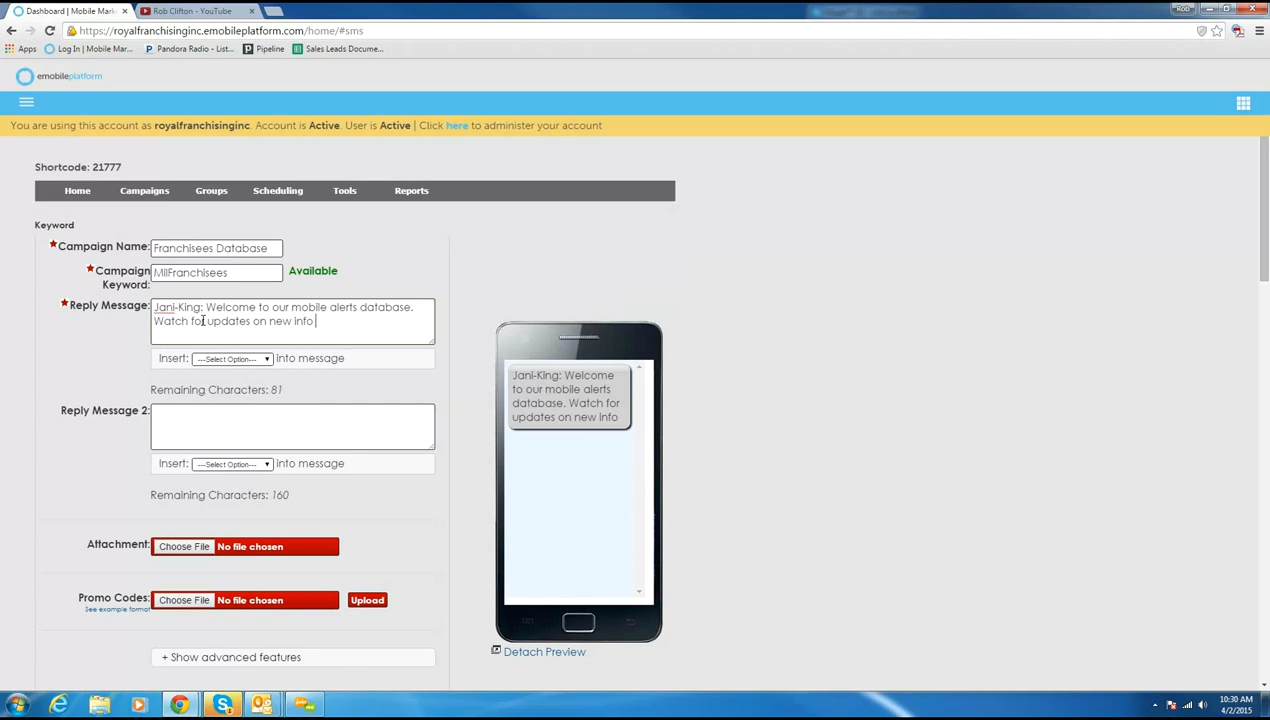 Dashboard | Mobile Mark
Rob Clifton - YouTube
Rob
https://royalfranchisinginc.emobileplatform.com/home/#sms
Apps
Log In | Mobile Mar...
Pandora Radio - List...
Pipeline
Sales Leads Docume...
emobileplatform
You are using this account as royalfranchisinginc. Account is Active. User is Active | Click here to administer your account
Shortcode: 21777
Home Campaigns Groups Scheduling Tools Reports
Keyword
Campaign Name: Franchisees Database
Campaign Keyword: MilFranchisees Available
Reply Message: Jani-King: Welcome to our mobile alerts database.
Watch for updates on new info
Insert: ---Select Option--- into message
Remaining Characters: 81
Reply Message 2:
Insert: ---Select Option--- into message
Remaining Characters: 160
Attachment: Choose File No file chosen
Promo Codes: Choose File No file chosen Upload
See example format
+ Show advanced features
Jani-King: Welcome
to our mobile alerts
database. Watch for
updates on new info
Detach Preview
10:30 AM
4/2/2015